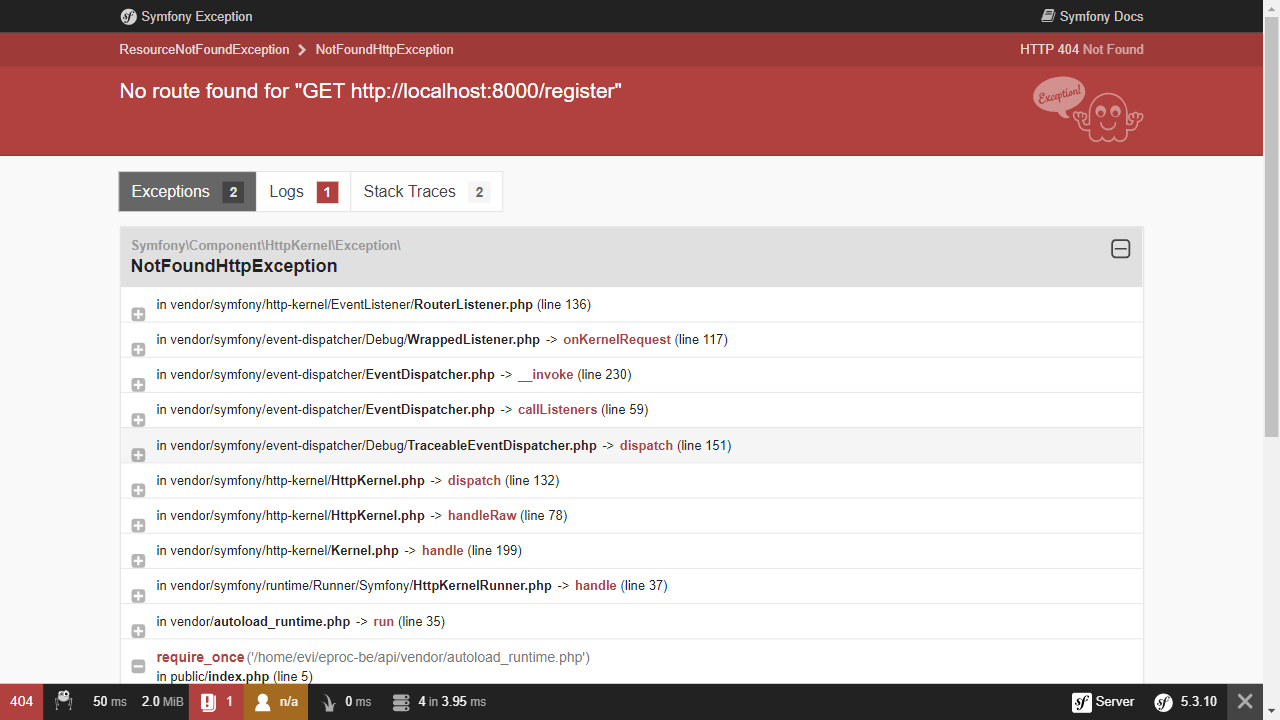 Symfony Exception
Symfony Docs
ResourceNotFoundException > NotFoundHttpException
HTTP 404 Not Found
No route found for "GET http://localhost:8000/register"
Exception!
Exceptions 2
Logs 1
Stack Traces 2
Symfony\Component\HttpKernel\Exception\
NotFoundHttpException
in vendor/symfony/http-kernel/EventListener/RouterListener.php (line 136)
in vendor/symfony/event-dispatcher/Debug/WrappedListener.php -> onKernelRequest (line 117)
in vendor/symfony/event-dispatcher/EventDispatcher.php -> __invoke (line 230)
in vendor/symfony/event-dispatcher/EventDispatcher.php -> callListeners (line 59)
in vendor/symfony/event-dispatcher/Debug/TraceableEventDispatcher.php -> dispatch (line 151)
in vendor/symfony/http-kernel/HttpKernel.php -> dispatch (line 132)
in vendor/symfony/http-kernel/HttpKernel.php -> handleRaw (line 78)
in vendor/symfony/http-kernel/Kernel.php -> handle (line 199)
in vendor/symfony/runtime/Runner/Symfony/HttpKernelRunner.php -> handle (line 37)
in vendor/autoload_runtime.php -> run (line 35)
require_once('/home/evi/eproc-be/api/vendor/autoload_runtime.php')
in public/index.php (line 5)
404 50 ms 2.0 MiB 1 n/a 0 ms 4 in 3.95 ms Server 5.3.10